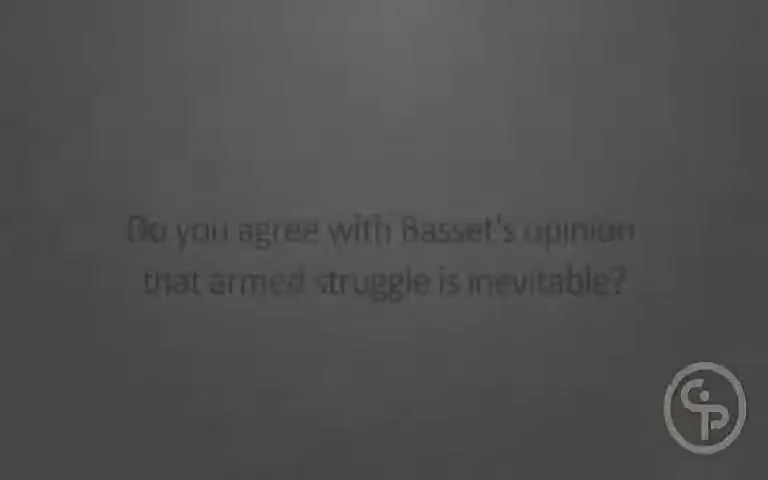 Do you agree with Basset's opinion
that armed struggle is inevitable?